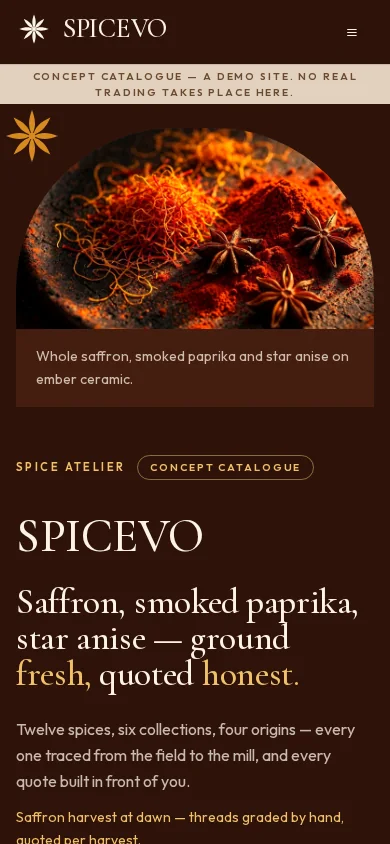 SPICEVO
CONCEPT CATALOGUE — A DEMO SITE. NO REAL
TRADING TAKES PLACE HERE.
Whole saffron, smoked paprika and star anise on
ember ceramic.
SPICE ATELIER
CONCEPT CATALOGUE
SPICEVO
Saffron, smoked paprika,
star anise — ground
fresh, quoted honest.
Twelve spices, six collections, four origins — every
one traced from the field to the mill, and every
quote built in front of you.
Saffron harvest at dawn — threads graded by hand,
quoted per harvest.